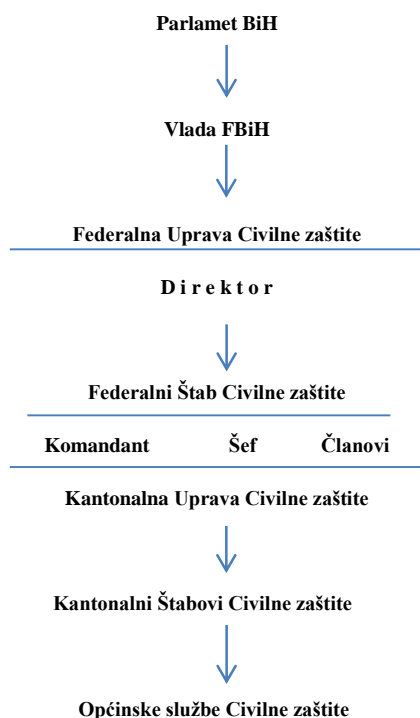 Parlamet BiH
Vlada FBiH
Federalna Uprava Civilne zaštite
D i r e k t o r
Federalni Štab Civilne zaštite
Komandant Šef Članovi
Kantonalna Uprava Civilne zaštite
Kantonalni Štabovi Civilne zaštite
Općinske službe Civilne zaštite